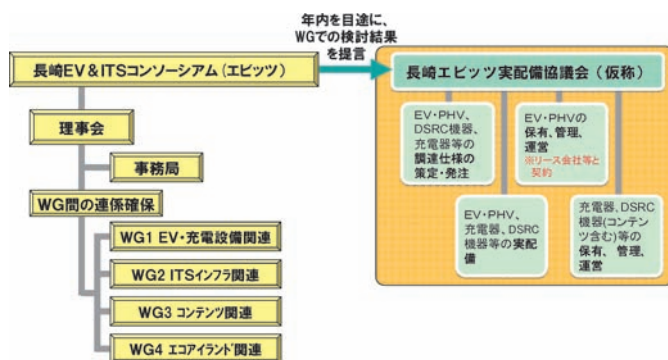 年内を目途に、
WGでの検討結果
を提言
長崎EV&ITSコンソーシアム(エビッツ)
理事会
事務局
WG間の連係確保
WG1 EV・充電設備関連
WG2 ITSインフラ関連
WG3 コンテンツ関連
WG4 エコアイランド関連
長崎エビッツ実配備協議会(仮称)
EV・PHV、
DSRC機器、
充電器等の
調達仕様の
策定・発注
EV・PHVの
保有、管理、
運営
※リース会社等と
契約
EV・PHV、
充電器、DSRC
機器等の実配
備
充電器、DSRC
機器(コンテン
ツ含む)等の
保有、管理、
運営